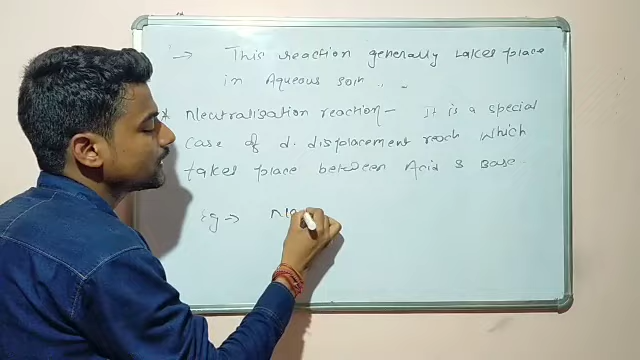 ↳ This reaction generally takes place
in Aqueous soln..
* Neutralisation reaction - It is a special
case of d. displacement reach which
takes place between Acid & Base.
eg → Na